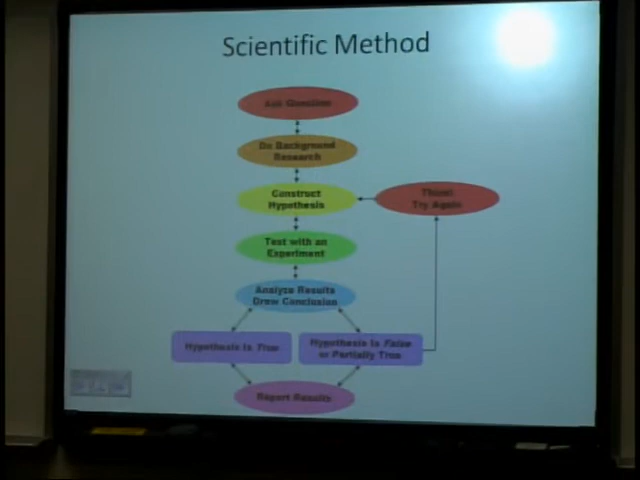 Scientific Method
Ask Question
Do Background
Research
Construct
Hypothesis
Think!
Try Again
Test with an
Experiment
Analyze Results
Draw Conclusion
Hypothesis is True
Hypothesis is False
or Partially True
Report Results